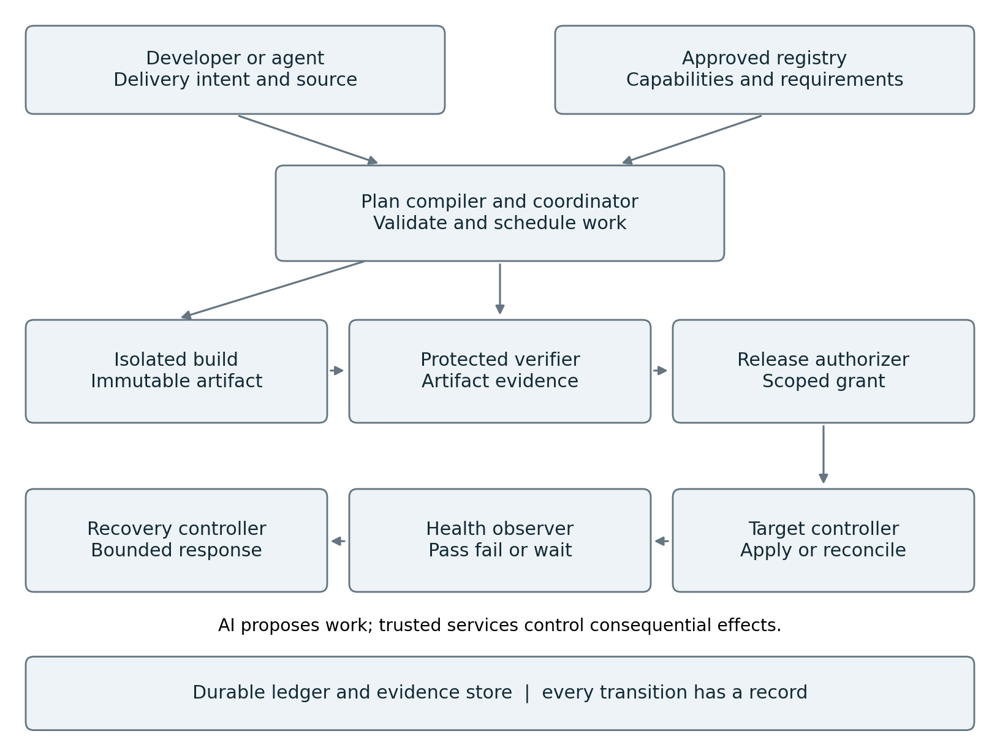 Developer or agent
Delivery intent and source
Approved registry
Capabilities and requirements
Plan compiler and coordinator
Validate and schedule work
Isolated build
Immutable artifact
Protected verifier
Artifact evidence
Release authorizer
Scoped grant
Recovery controller
Bounded response
Health observer
Pass fail or wait
Target controller
Apply or reconcile
AI proposes work; trusted services control consequential effects.
Durable ledger and evidence store | every transition has a record